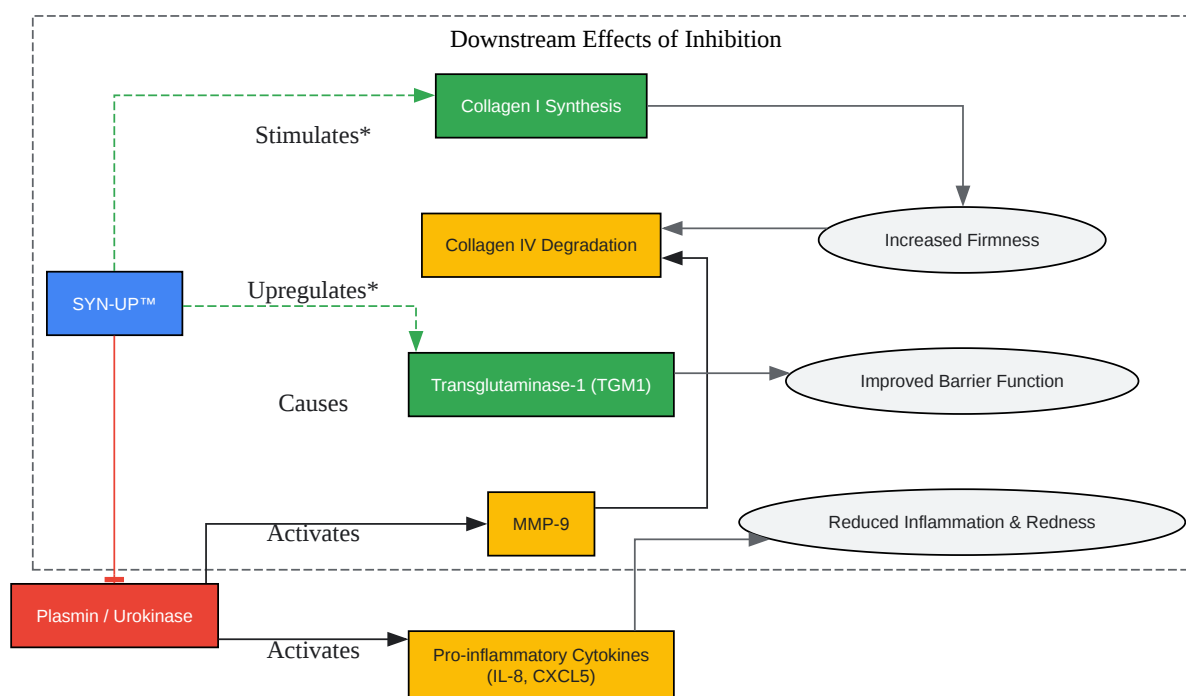 Downstream Effects of Inhibition
Collagen I Synthesis
Stimulates*
Collagen IV Degradation
Increased Firmness
SYN-UP™
Upregulates*
Transglutaminase-1 (TGM1)
Improved Barrier Function
Causes
MMP-9
Reduced Inflammation & Redness
Activates
Plasmin / Urokinase
Activates
Pro-inflammatory Cytokines
(IL-8, CXCL5)